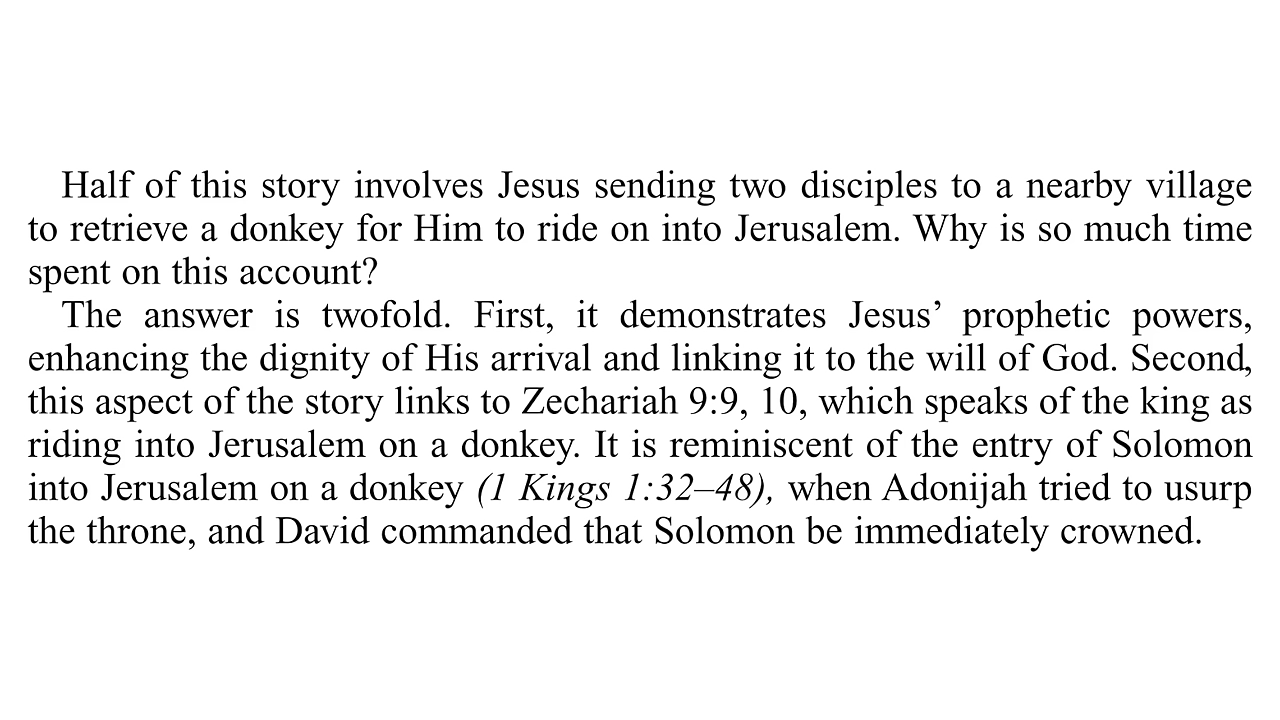 Half of this story involves Jesus sending two disciples to a nearby village
to retrieve a donkey for Him to ride on into Jerusalem. Why is so much time
spent on this account?
The answer is twofold. First, it demonstrates Jesus’ prophetic powers,
enhancing the dignity of His arrival and linking it to the will of God. Second,
this aspect of the story links to Zechariah 9:9, 10, which speaks of the king as
riding into Jerusalem on a donkey. It is reminiscent of the entry of Solomon
into Jerusalem on a donkey (1 Kings 1:32–48), when Adonijah tried to usurp
the throne, and David commanded that Solomon be immediately crowned.